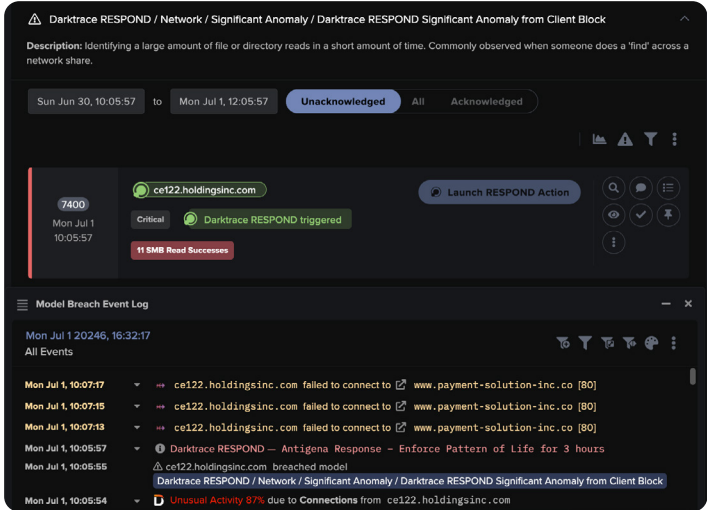 Darktrace RESPOND / Network / Significant Anomaly / Darktrace RESPOND Significant Anomaly from Client Block
Description: Identifying a large amount of file or directory reads in a short amount of time. Commonly observed when someone does a 'find' across a
network share.
Sun Jun 30, 10:05:57 to Mon Jul 1, 12:05:57 Unacknowledged All Acknowledged
7400
Mon Jul 1
10:05:57
ce122.holdingsinc.com
Launch RESPOND Action
Critical Darktrace RESPOND triggered
11 SMB Read Successes
Model Breach Event Log
Mon Jul 1 20246, 16:32:17
All Events
Mon Jul 1, 10:07:17 ce122.holdingsinc.com failed to connect to www.payment-solution-inc.co [80]
Mon Jul 1, 10:07:15 ce122.holdingsinc.com failed to connect to www.payment-solution-inc.co [80]
Mon Jul 1, 10:07:13 ce122.holdingsinc.com failed to connect to www.payment-solution-inc.co [80]
Mon Jul 1, 10:05:57 Darktrace RESPOND — Antigena Response - Enforce Pattern of Life for 3 hours
Mon Jul 1, 10:05:55 ce122.holdingsinc.com breached model
Darktrace RESPOND / Network / Significant Anomaly / Darktrace RESPOND Significant Anomaly from Client Block
Mon Jul 1, 10:05:54 Unusual Activity 87% due to Connections from ce122.holdingsinc.com